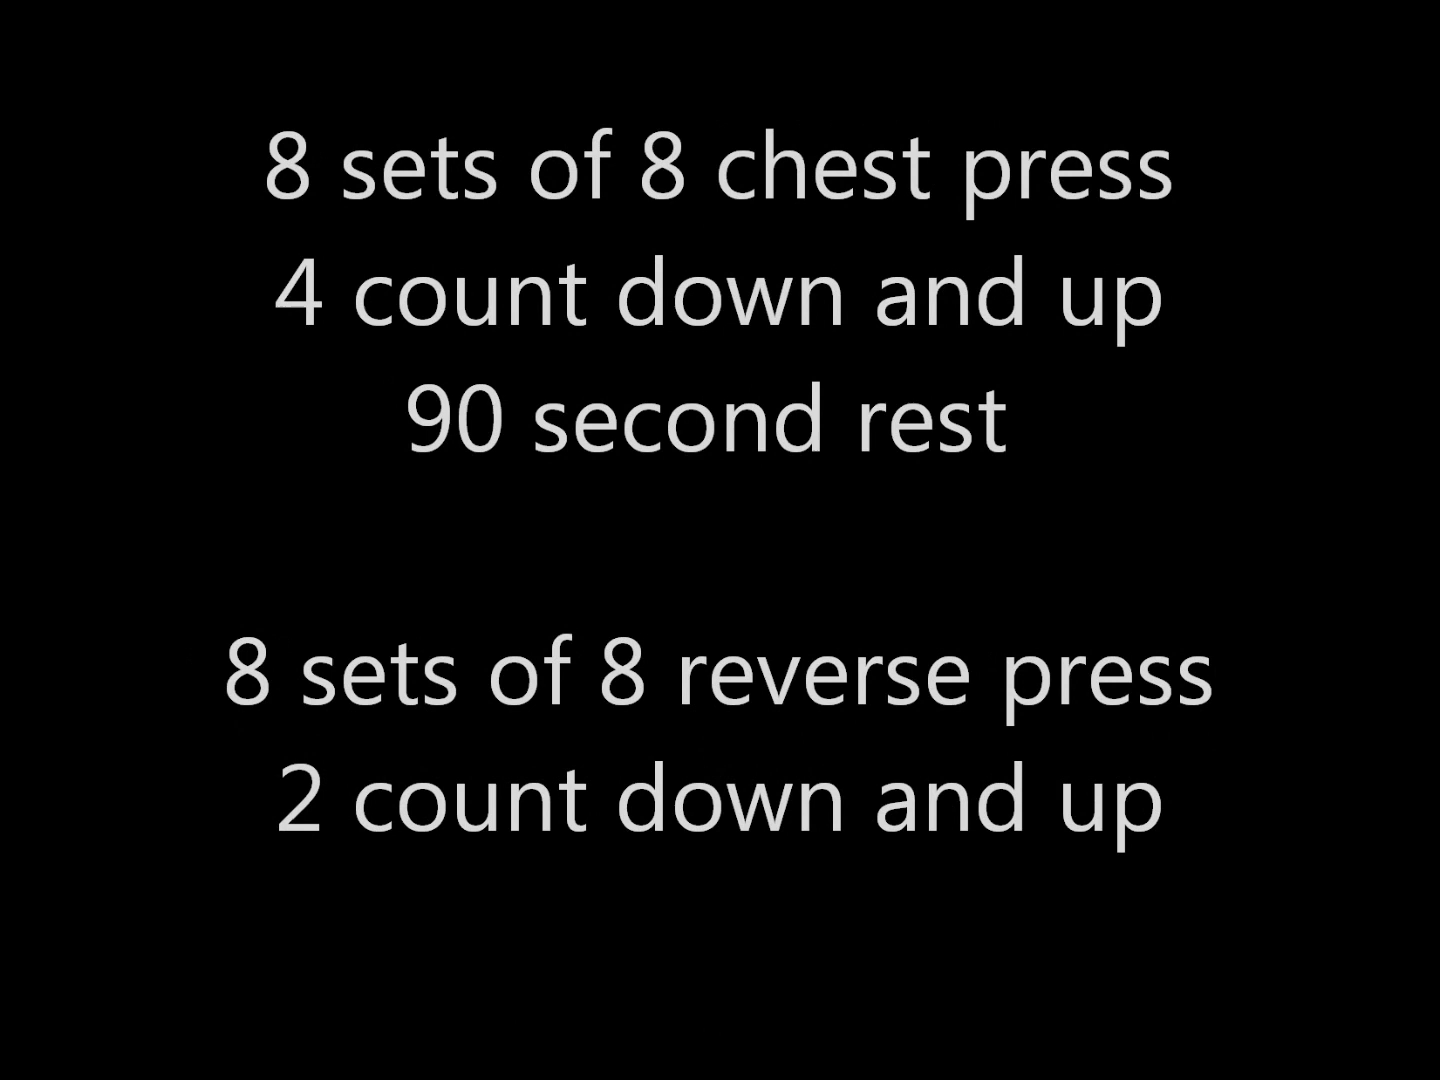 8 sets of 8 chest press
4 count down and up
90 second rest
8 sets of 8 reverse press
2 count down and up